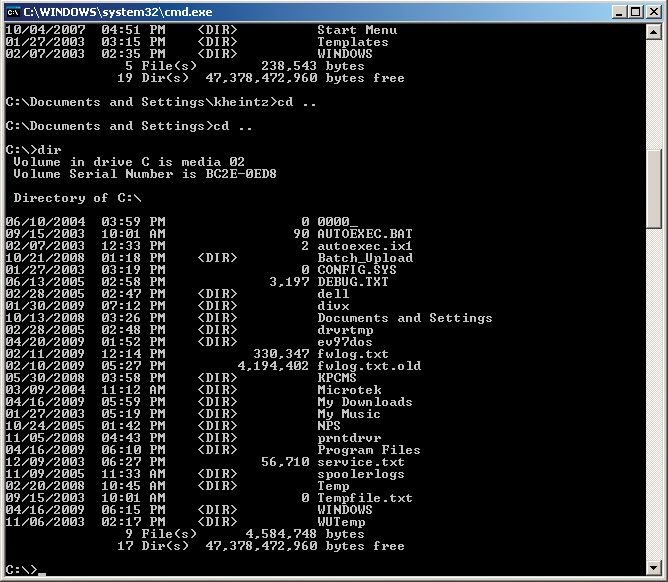 C:\WINDOWS\system32\cmd.exe
10/04/2007  04:51 PM    <DIR>          Start Menu
01/27/2003  03:15 PM    <DIR>          Templates
02/07/2003  02:35 PM    <DIR>          WINDOWS
               5 File(s)        238,543 bytes
              19 Dir(s)  47,378,472,960 bytes free
C:\Documents and Settings\kheintz>cd ..
C:\Documents and Settings>cd ..
C:\>dir
 Volume in drive C is media 02
 Volume Serial Number is BC2E-0ED8
 Directory of C:\
06/10/2004  03:59 PM                 0 0000_
09/15/2003  10:01 AM                90 AUTOEXEC.BAT
02/07/2003  12:33 PM                 2 autoexec.ix1
10/21/2008  01:18 PM    <DIR>          Batch_Upload
01/27/2003  03:19 PM                 0 CONFIG.SYS
06/13/2005  02:58 PM             3,197 DEBUG.TXT
02/28/2005  02:47 PM    <DIR>          dell
01/30/2009  07:12 PM    <DIR>          divx
10/13/2008  03:26 PM    <DIR>          Documents and Settings
02/28/2005  02:48 PM    <DIR>          drvrtmp
04/20/2009  01:52 PM    <DIR>          ev97dos
02/11/2009  12:14 PM           330,347 fwlog.txt
02/10/2009  05:27 PM         4,194,402 fwlog.txt.old
05/30/2008  03:58 PM    <DIR>          KPCMS
03/09/2004  11:12 AM    <DIR>          Microtek
04/16/2009  05:59 PM    <DIR>          My Downloads
01/27/2003  05:19 PM    <DIR>          My Music
10/24/2005  01:42 PM    <DIR>          NPS
11/05/2008  04:43 PM    <DIR>          prntdrvr
04/16/2009  06:10 PM    <DIR>          Program Files
12/09/2003  06:27 PM            56,710 service.txt
11/09/2005  11:33 AM    <DIR>          spoolerlogs
02/20/2008  10:45 AM    <DIR>          Temp
09/15/2003  10:01 AM                 0 Tempfile.txt
04/16/2009  06:15 PM    <DIR>          WINDOWS
11/06/2003  02:17 PM    <DIR>          WUTemp
               9 File(s)      4,584,748 bytes
              17 Dir(s)  47,378,472,960 bytes free
C:\>_